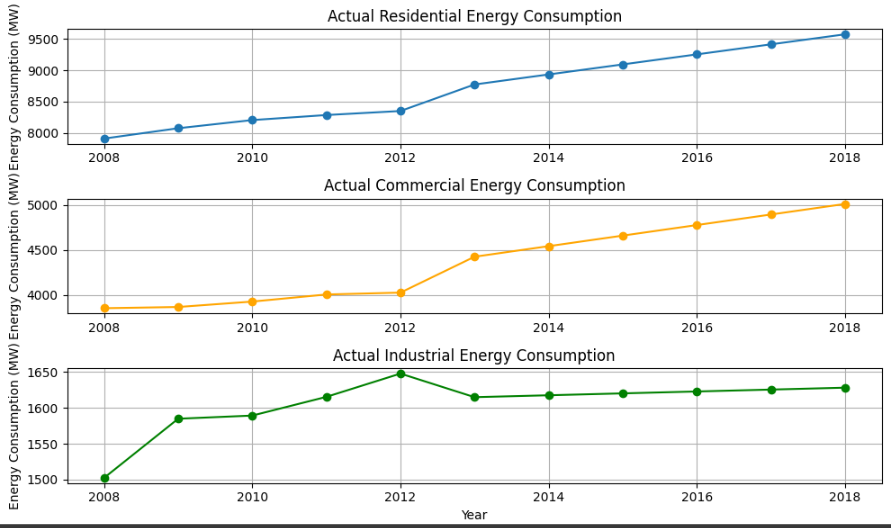 Actual Residential Energy Consumption
Energy Consumption (MW)
9500
9000
8500
8000
2008 2010 2012 2014 2016 2018
Actual Commercial Energy Consumption
Energy Consumption (MW)
5000
4500
4000
2008 2010 2012 2014 2016 2018
Actual Industrial Energy Consumption
Energy Consumption (MW)
1650
1600
1550
1500
2008 2010 2012 2014 2016 2018
Year